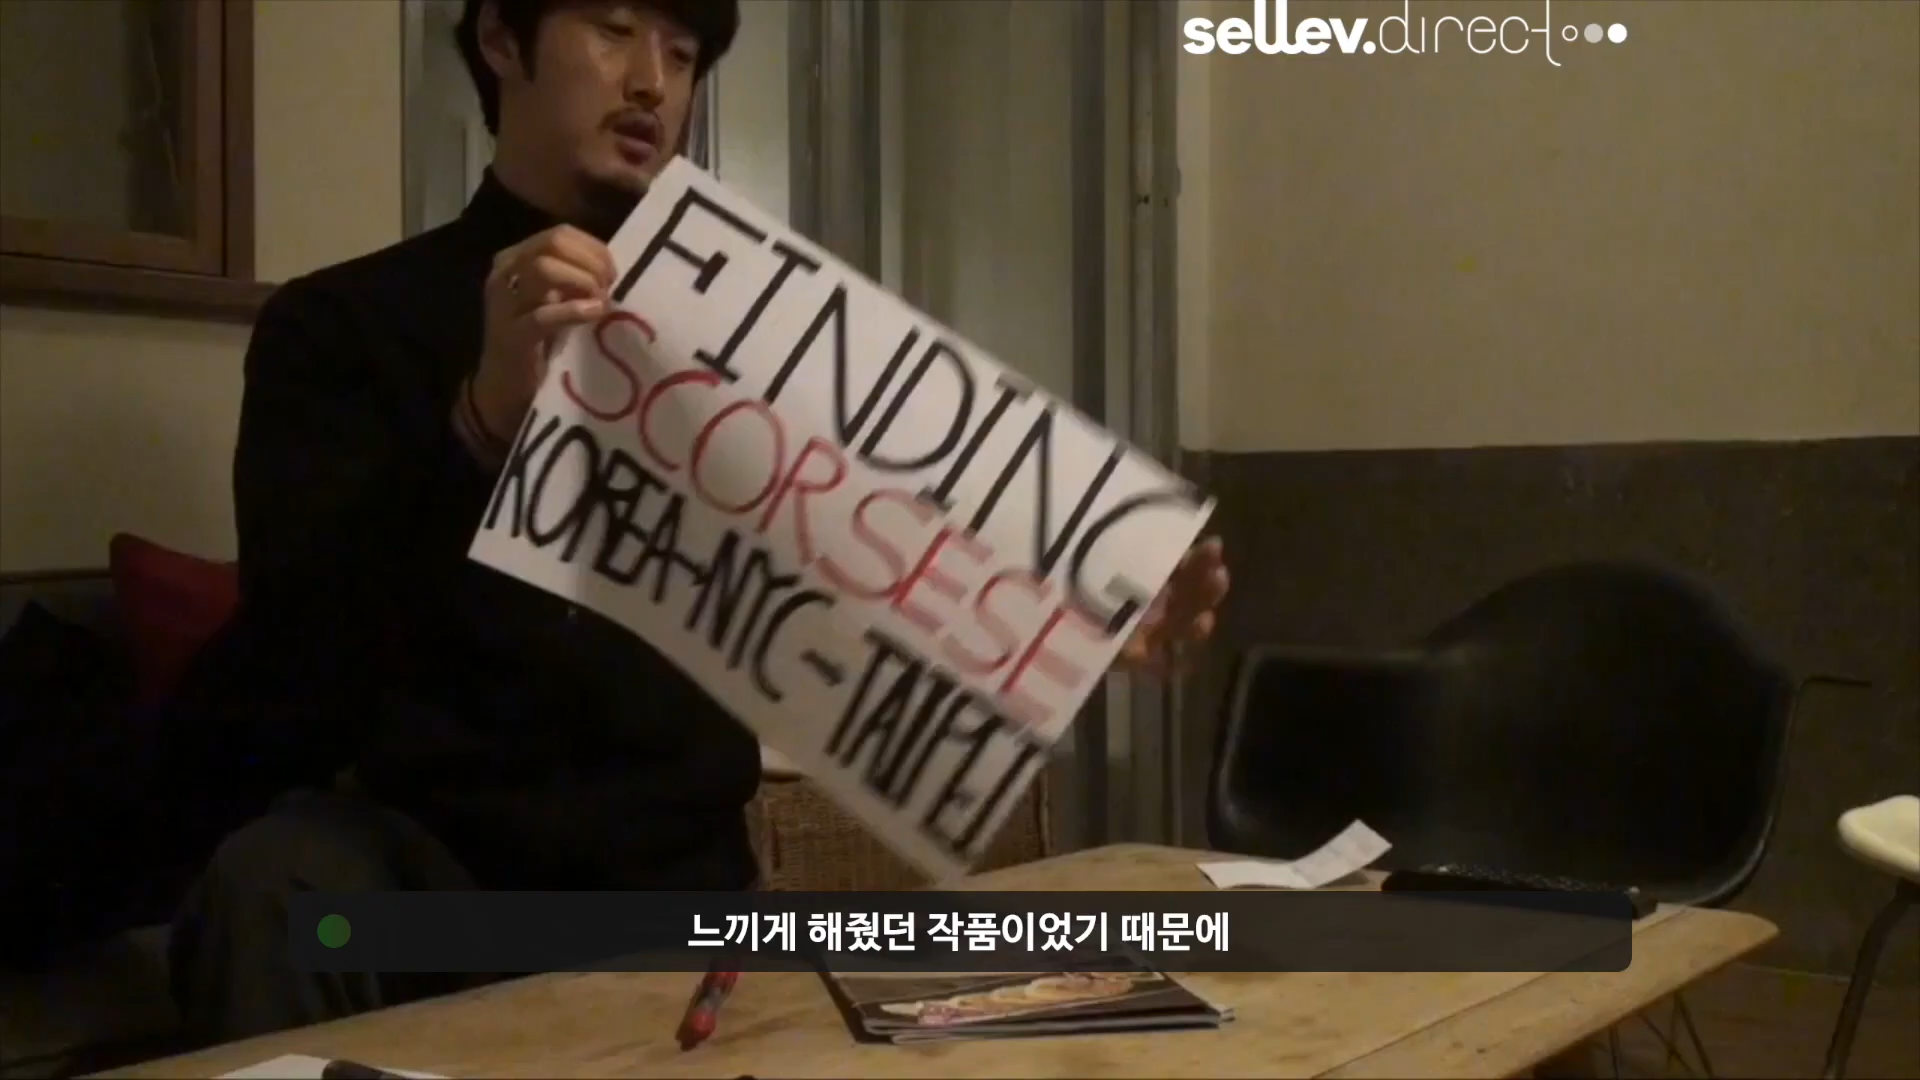 sellev.direct
FINDING
SCORSESE
KOREA-NYC-TAIPEI
느끼게 해줬던 작품이었기 때문에